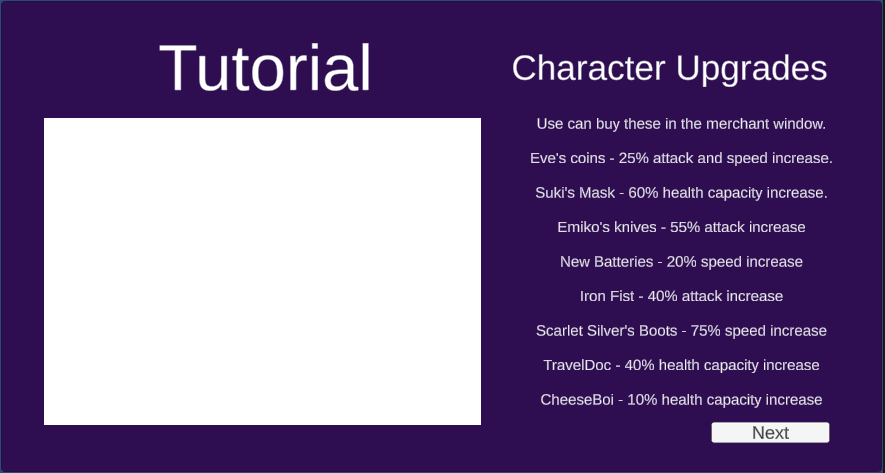 Tutorial
Character Upgrades
Use can buy these in the merchant window.
Eve's coins - 25% attack and speed increase.
Suki's Mask - 60% health capacity increase.
Emiko's knives - 55% attack increase
New Batteries - 20% speed increase
Iron Fist - 40% attack increase
Scarlet Silver's Boots - 75% speed increase
TravelDoc - 40% health capacity increase
CheeseBoi - 10% health capacity increase
Next